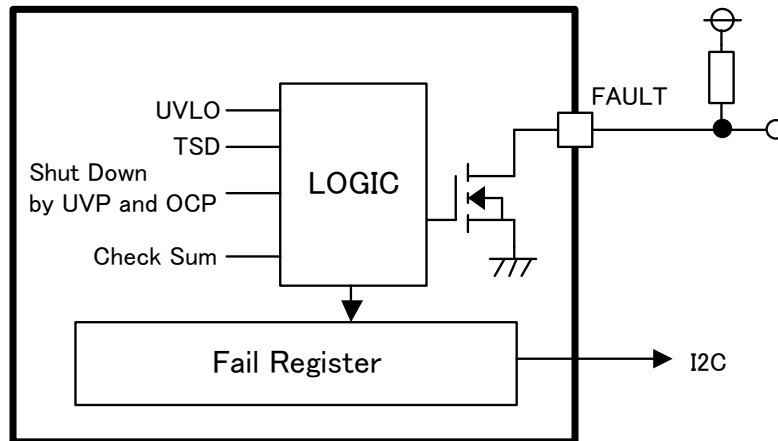 UVLO
TSD
Shut Down
by UVP and OCP
Check Sum
LOGIC
FAULT
Fail Register
I2C